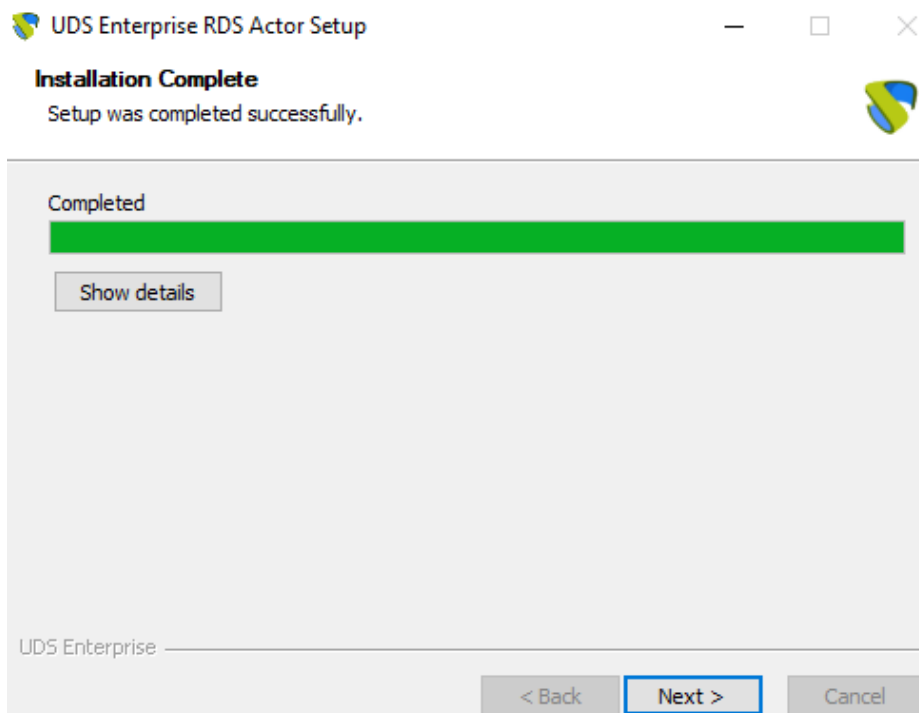 UDS Enterprise RDS Actor Setup
Installation Complete
Setup was completed successfully.
Completed
Show details
UDS Enterprise
< Back
Next >
Cancel